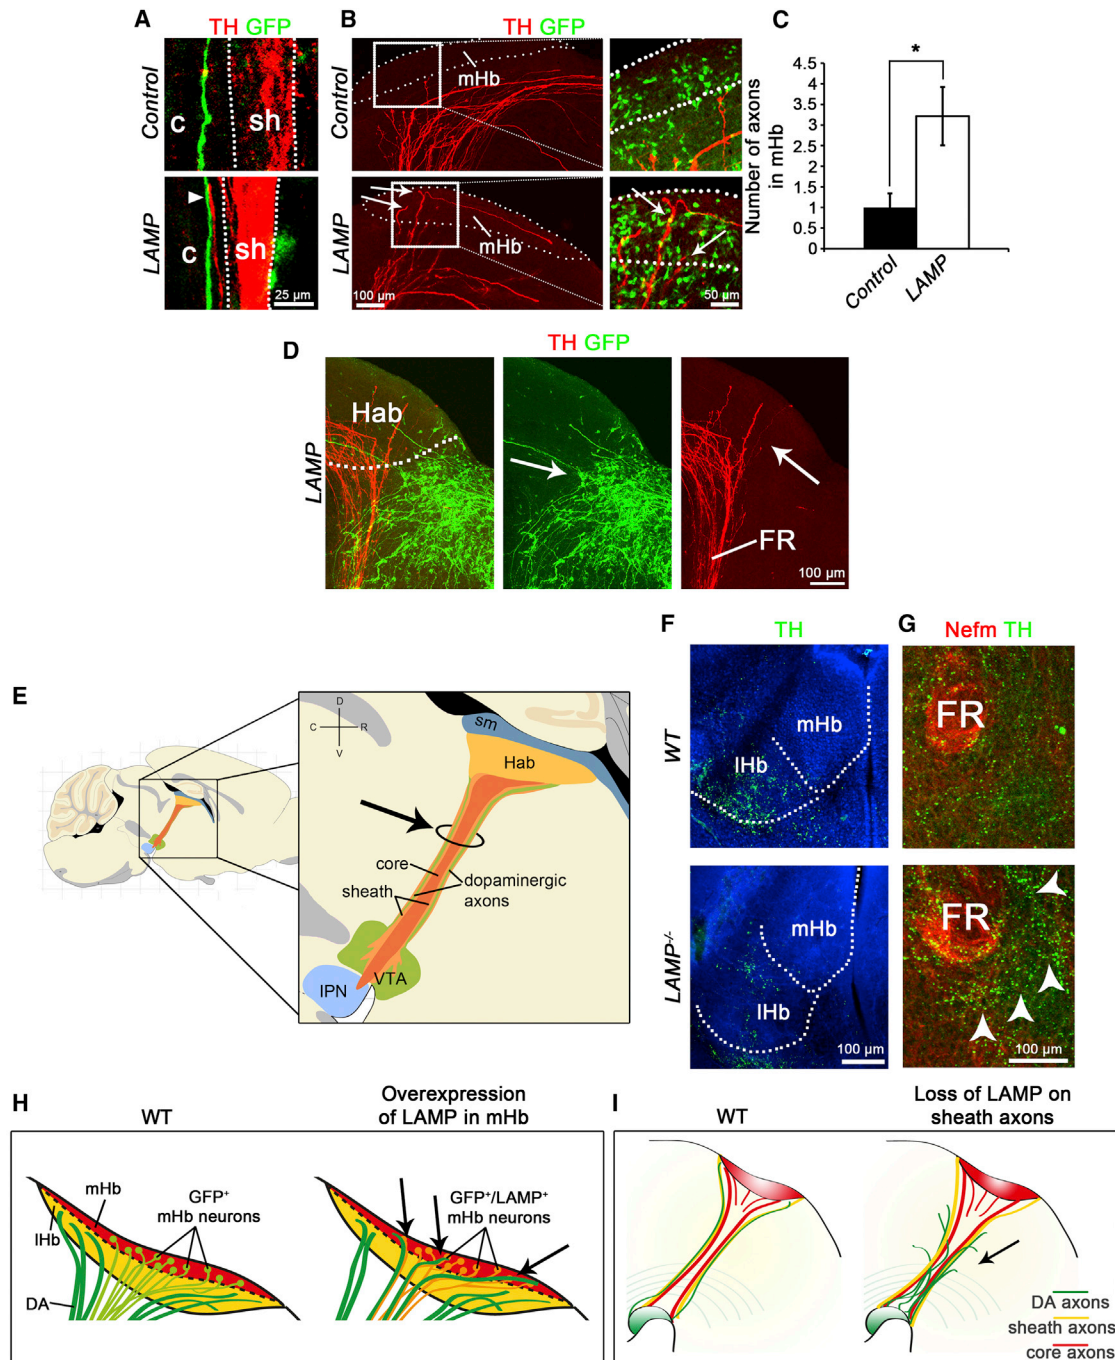 A
TH GFP
Control
c
sh
LAMP
c
sh
25 µm
B
TH GFP
Control
mHb
LAMP
mHb
100 µm
50 µm
C
*
Number of axons
in mHb
4.5
4
3.5
3
2.5
2
1.5
1
0.5
0
Control
LAMP
D
TH GFP
LAMP
Hab
FR
100 µm
E
D
C
R
V
sm
Hab
core
sheath
dopaminergic
axons
VTA
IPN
F
TH
WT
mHb
lHb
LAMP-/-
mHb
lHb
100 µm
G
Nefm TH
FR
FR
100 µm
H
WT
Overexpression
of LAMP in mHb
mHb
lHb
GFP+
mHb neurons
DA
GFP+/LAMP+
mHb neurons
I
WT
Loss of LAMP on
sheath axons
DA axons
sheath axons
core axons